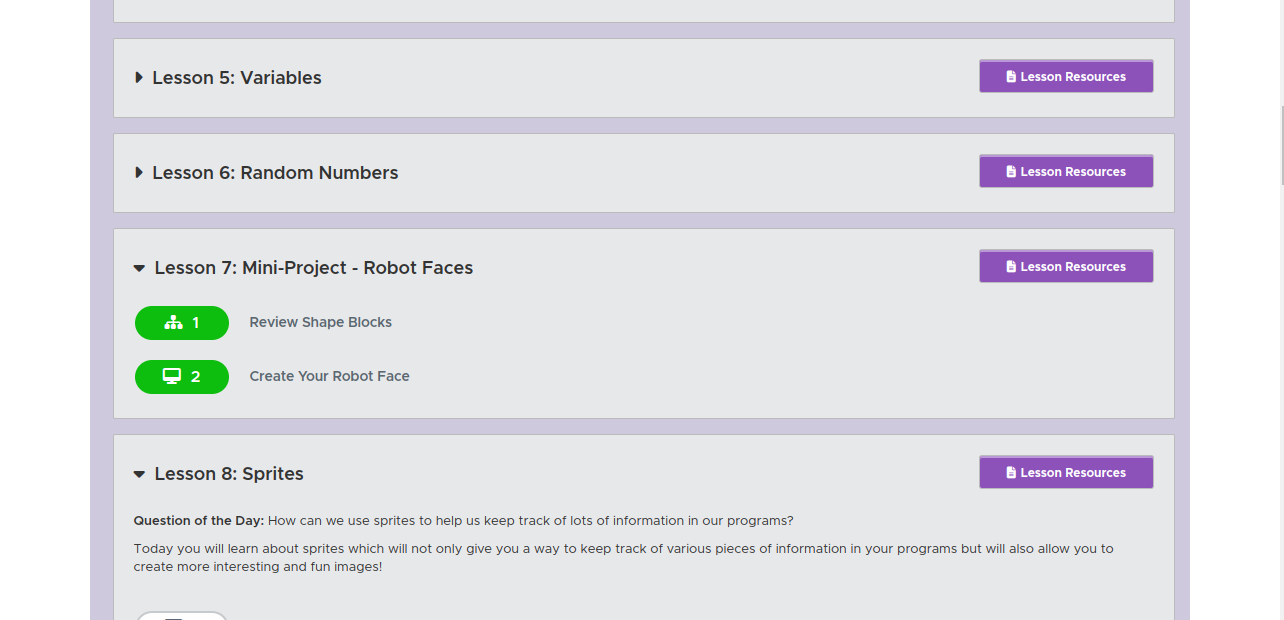 Lesson 5: Variables
Lesson Resources
Lesson 6: Random Numbers
Lesson Resources
Lesson 7: Mini-Project - Robot Faces
Lesson Resources
1 Review Shape Blocks
2 Create Your Robot Face
Lesson 8: Sprites
Lesson Resources
Question of the Day: How can we use sprites to help us keep track of lots of information in our programs?
Today you will learn about sprites which will not only give you a way to keep track of various pieces of information in your programs but will also allow you to
create more interesting and fun images!